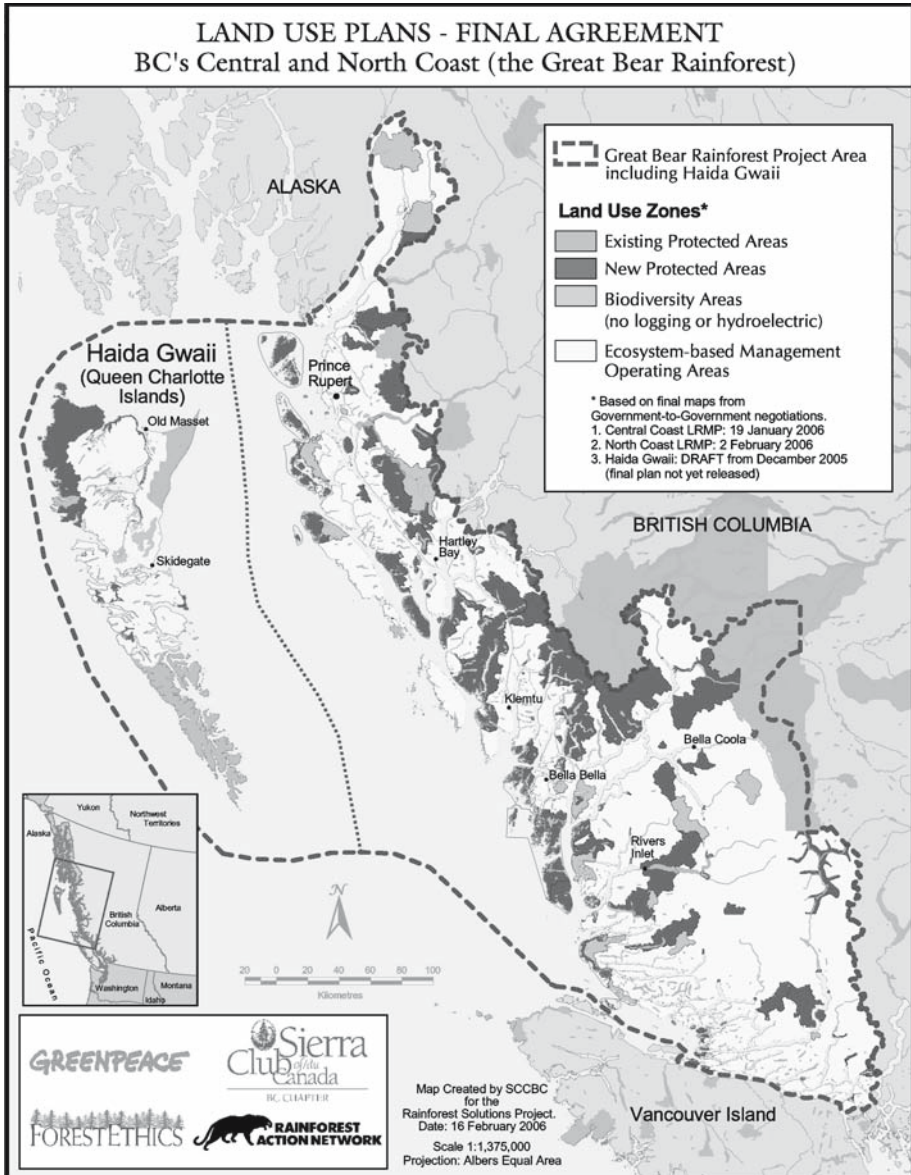 LAND USE PLANS - FINAL AGREEMENT
BC's Central and North Coast (the Great Bear Rainforest)
ALASKA
Great Bear Rainforest Project Area
including Haida Gwaii
Land Use Zones*
Existing Protected Areas
New Protected Areas
Biodiversity Areas
(no logging or hydroelectric)
Ecosystem-based Management
Operating Areas
* Based on final maps from
Government-to-Government negotiations.
1. Central Coast LRMP: 19 January 2006
2. North Coast LRMP: 2 February 2006
3. Haida Gwaii: DRAFT from Decamber 2005
(final plan not yet released)
Haida Gwaii
(Queen Charlotte
Islands)
Old Masset
Skidegate
Prince
Rupert
BRITISH COLUMBIA
Hartley
Bay
Klemtu
Bella Coola
Bella Bella
Rivers
Inlet
Yukon
Northwest
Territories
Alaska
British
Columbia
Alberta
Pacific Ocean
Washington
Montana
Idaho
N
20 0 20 40 60 80 100
Kilometres
GREENPEACE
Sierra
Club
of/du
Canada
BC CHAPTER
FORESTETHICS
RAINFOREST
ACTION NETWORK
Map Created by SCCBC
for the
Rainforest Solutions Project.
Date: 16 February 2006
Scale 1:1,375,000
Projection: Albers Equal Area
Vancouver Island